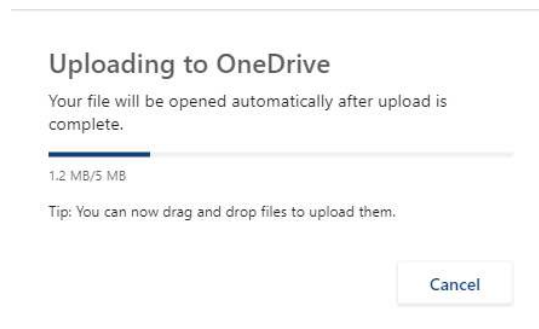 Uploading to OneDrive
Your file will be opened automatically after upload is
complete.
1.2 MB/5 MB
Tip: You can now drag and drop files to upload them.
Cancel